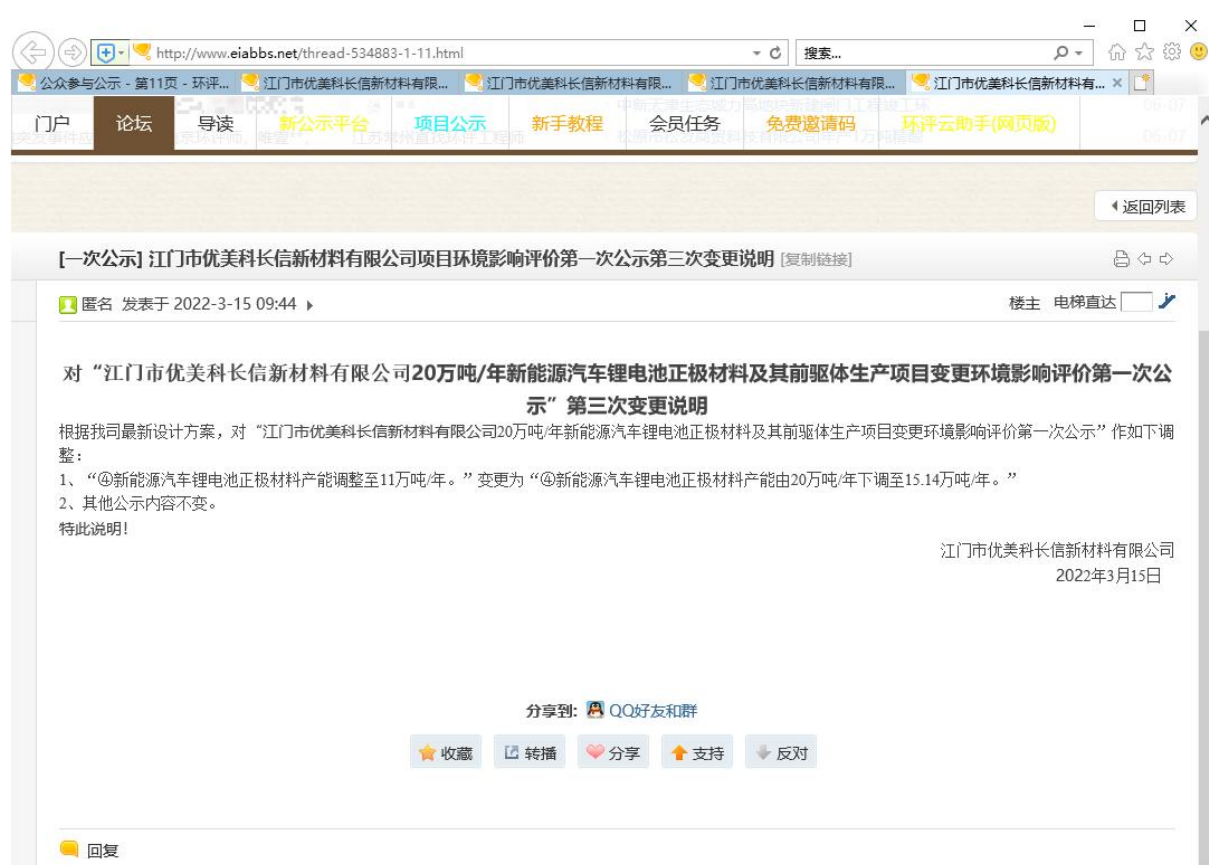 http://www.eiabbs.net/thread-534883-1-11.html
搜索...
公众参与公示 - 第11页 - 环评...
江门市优美科长信新材料有限...
江门市优美科长信新材料有限...
江门市优美科长信新材料有限...
江门市优美科长信新材料有...
门户 论坛 导读 新公示平台 项目公示 新手教程 会员任务 免费邀请码 环评云助手(网页版)
06-07
06-07
返回列表
[一次公示] 江门市优美科长信新材料有限公司项目环境影响评价第一次公示第三次变更说明 [复制链接]
匿名 发表于 2022-3-15 09:44
楼主 电梯直达
对“江门市优美科长信新材料有限公司20万吨/年新能源汽车锂电池正极材料及其前驱体生产项目变更环境影响评价第一次公
示”第三次变更说明
根据我司最新设计方案，对“江门市优美科长信新材料有限公司20万吨/年新能源汽车锂电池正极材料及其前驱体生产项目变更环境影响评价第一次公示”作如下调
整：
1、“④新能源汽车锂电池正极材料产能调整至11万吨/年。”变更为“④新能源汽车锂电池正极材料产能由20万吨/年下调至15.14万吨/年。”
2、其他公示内容不变。
特此说明！
江门市优美科长信新材料有限公司
2022年3月15日
分享到: QQ好友和群
收藏 转播 分享 支持 反对
回复